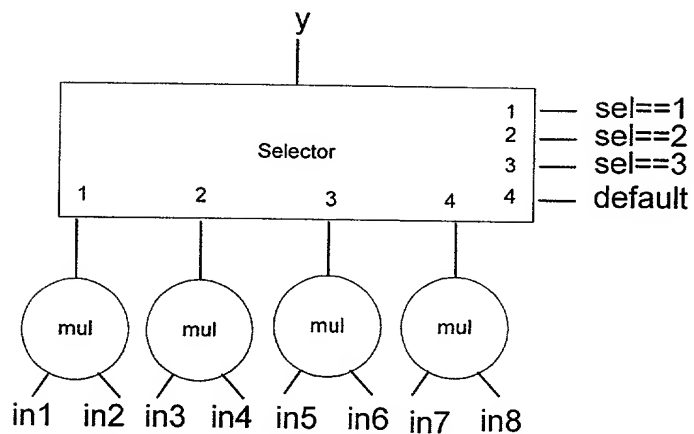 y
1 sel==1
2 sel==2
Selector
3 sel==3
1 2 3 4 4 default
mul mul mul mul
in1 in2 in3 in4 in5 in6 in7 in8